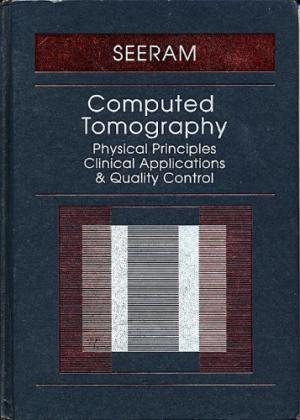 SEERAM
Computed
Tomography
Physical Principles
Clinical Applications
& Quality Control